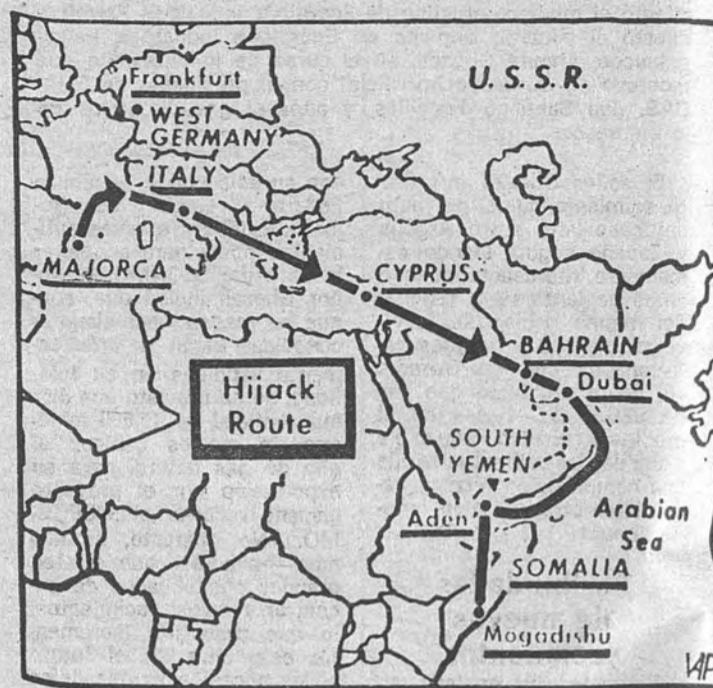 Frankfurt
U.S.S.R.
WEST
GERMANY
ITALY
MAJORCA
CYPRUS
BAHRAIN
Dubai
Hijack
Route
SOUTH
YEMEN
Aden
Arabian
Sea
SOMALIA
Mogadishu
AP